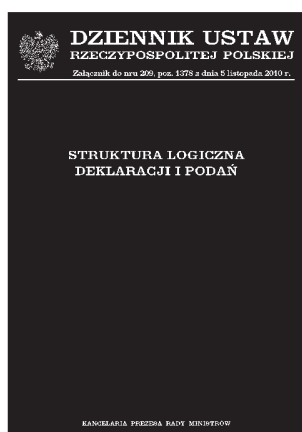 DZIENNIK USTAW
RZECZYPOSPOLITEJ POLSKIEJ
Załącznik do nru 209, poz. 1378 z dnia 5 listopada 2010 r.
STRUKTURA LOGICZNA
DEKLARACJI I PODAŃ
KANCELARIA PREZESA RADY MINISTRÓW